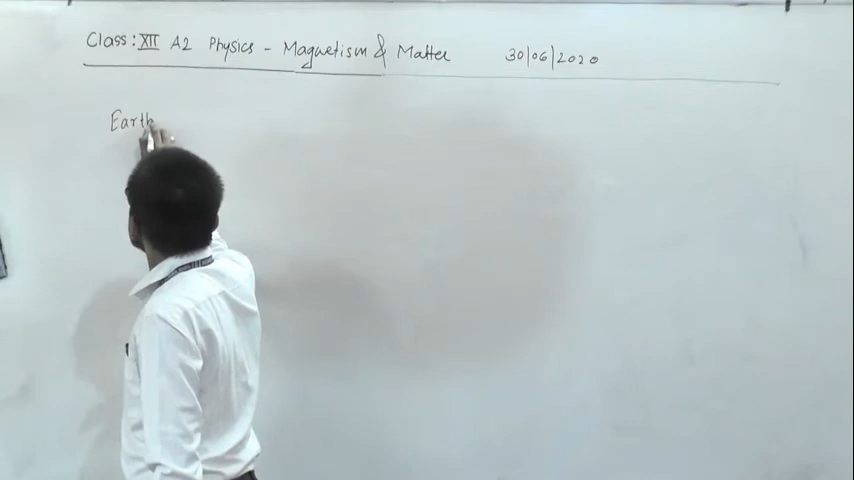 Class: XII A2 Physics - Magnetism & Matter 30/06/2020
Earth